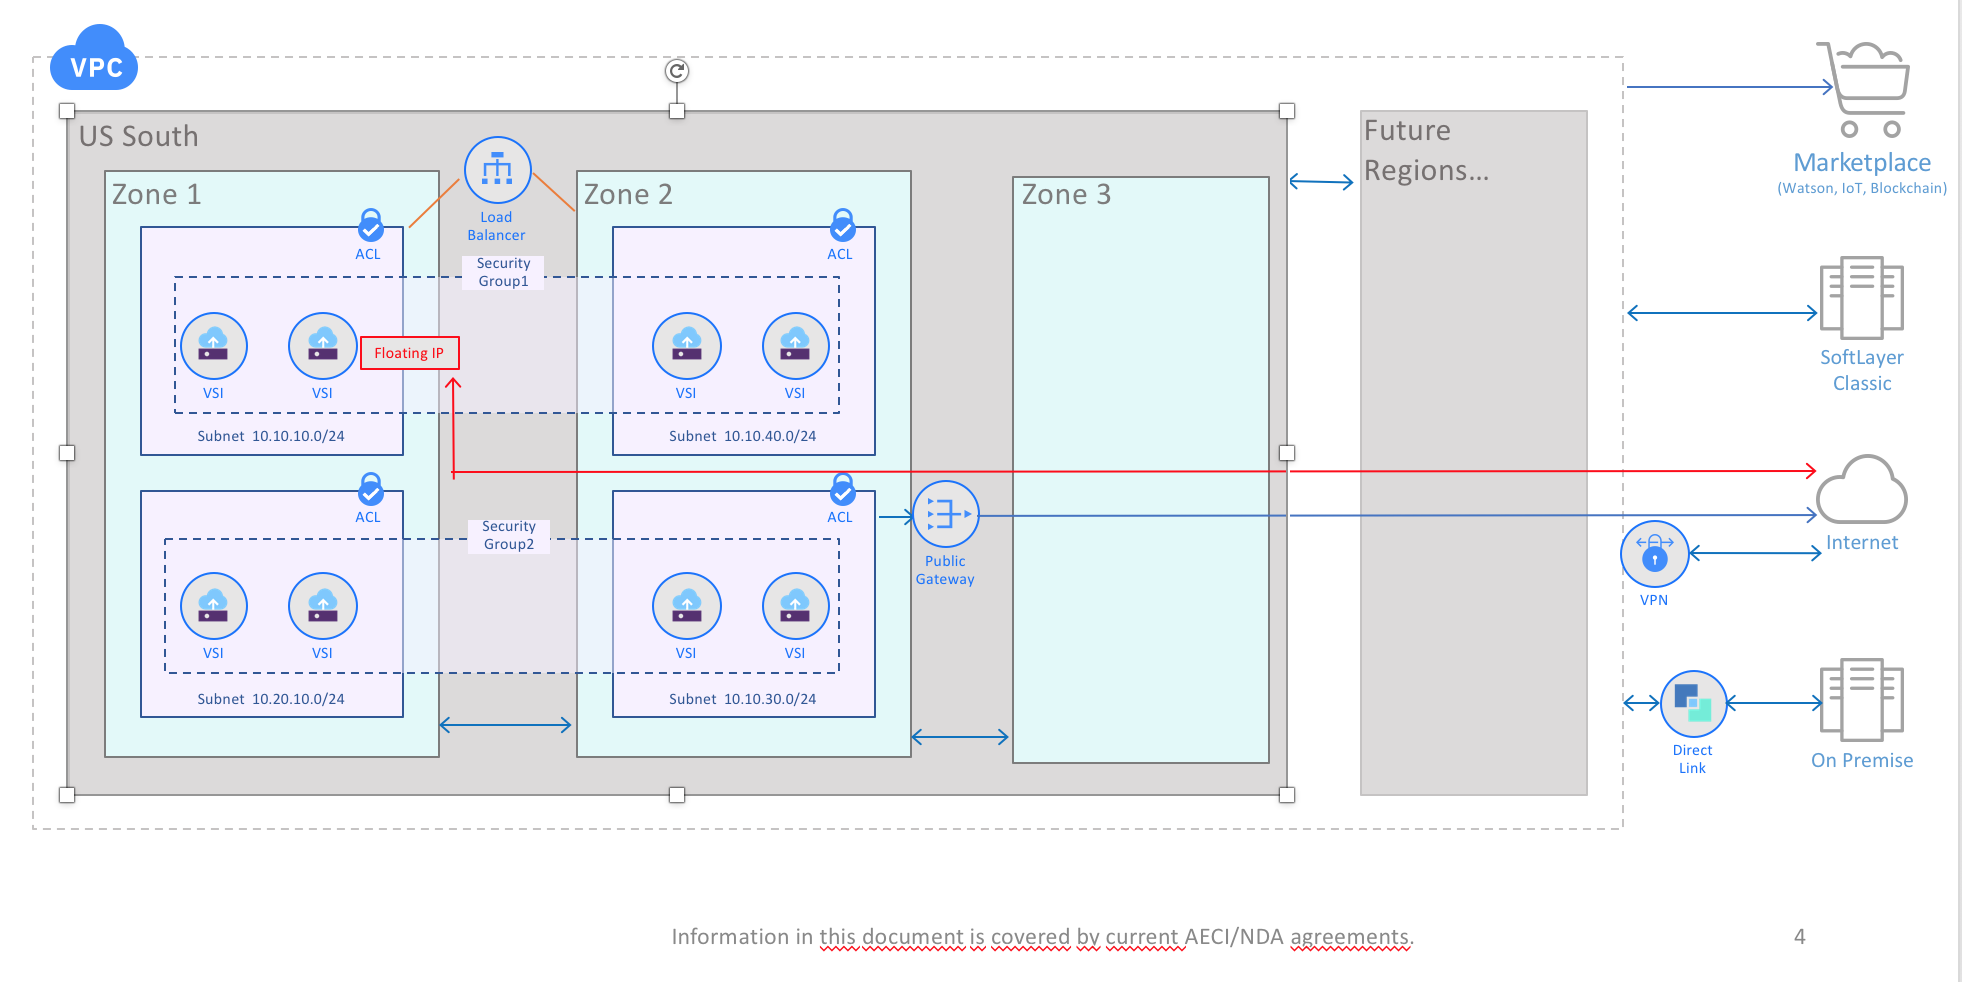 VPC
US South
Zone 1
Zone 2
Zone 3
Future
Regions...
Load
Balancer
ACL
ACL
Security
Group1
VSI
VSI
Floating IP
VSI
VSI
Subnet 10.10.10.0/24
Subnet 10.10.40.0/24
ACL
ACL
Security
Group2
Public
Gateway
VSI
VSI
VSI
VSI
Subnet 10.20.10.0/24
Subnet 10.10.30.0/24
Marketplace
(Watson, IoT, Blockchain)
SoftLayer
Classic
Internet
VPN
Direct
Link
On Premise
Information in this document is covered by current AECI/NDA agreements.
4